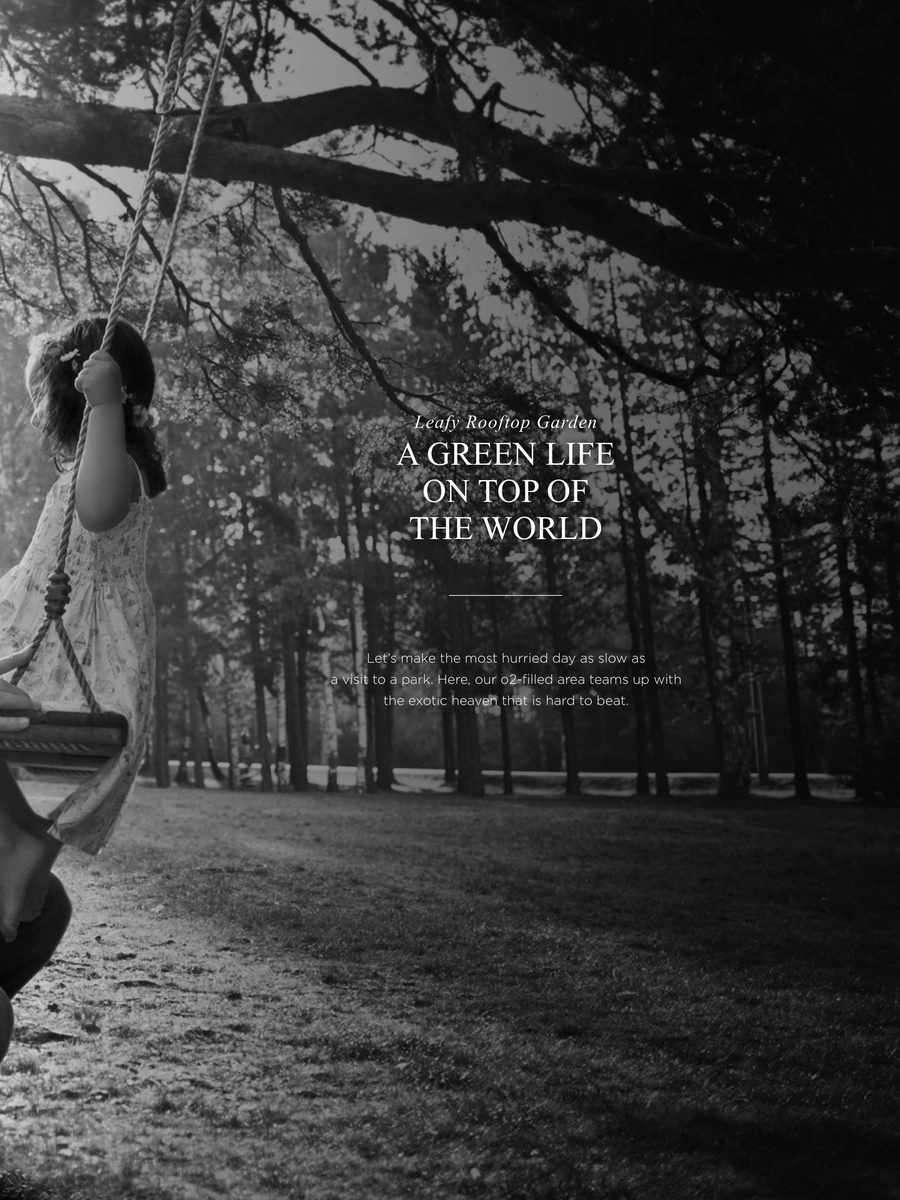 Leafy Rooftop Garden
A GREEN LIFE
ON TOP OF
THE WORLD
Let's make the most hurried day as slow as
a visit to a park. Here, our o2-filled area teams up with
the exotic heaven that is hard to beat.